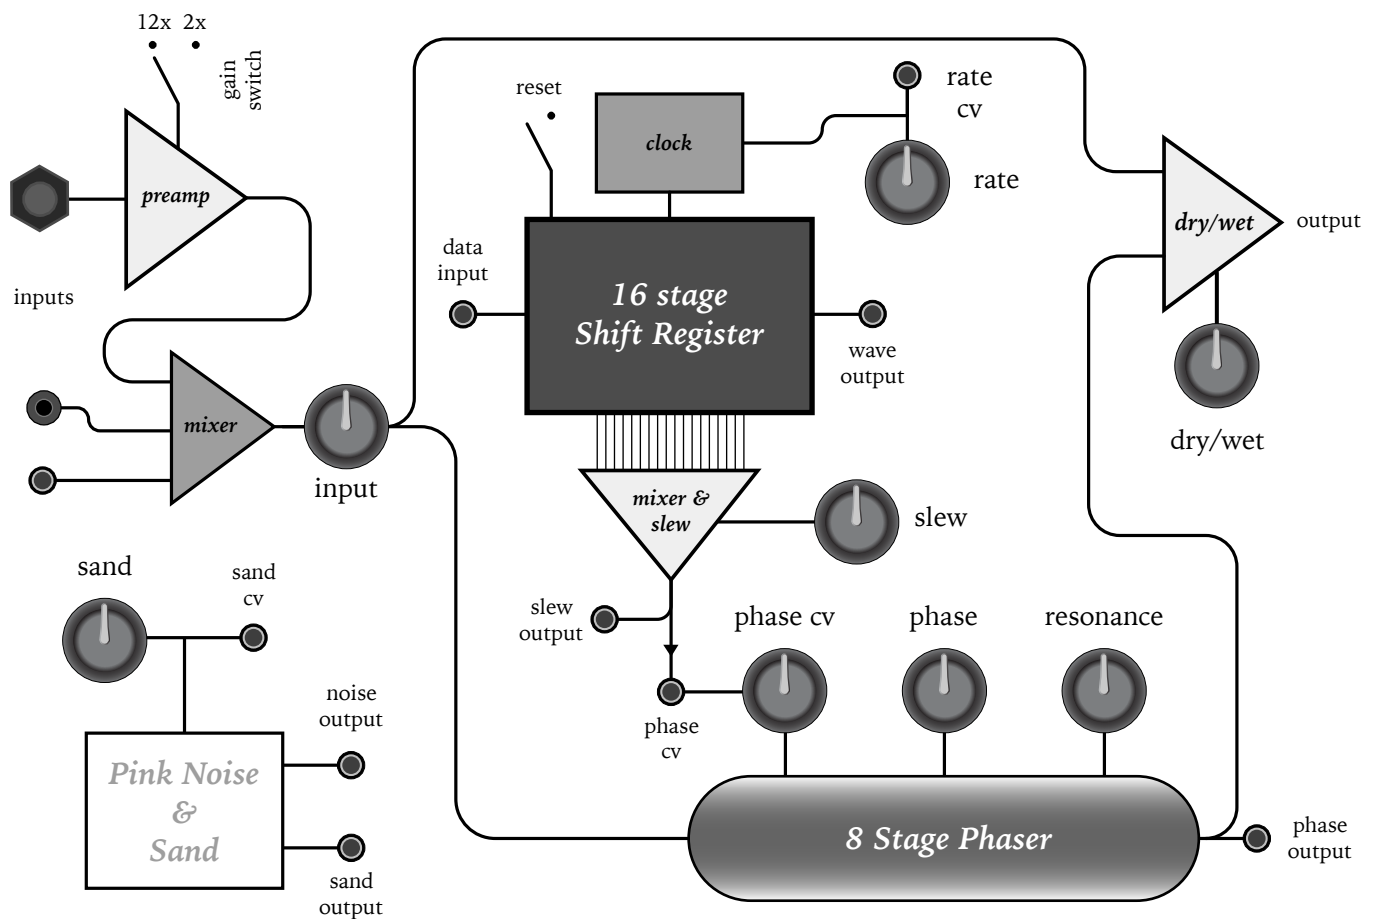 12x 2x
gain
switch
preamp
inputs
mixer
input
reset
clock
rate
cv
rate
data
input
16 stage
Shift Register
wave
output
mixer &
slew
slew
slew
output
phase
cv
phase cv
phase
resonance
8 Stage Phaser
phase
output
dry/wet
output
dry/wet
sand
sand
cv
noise
output
Pink Noise
&
Sand
sand
output